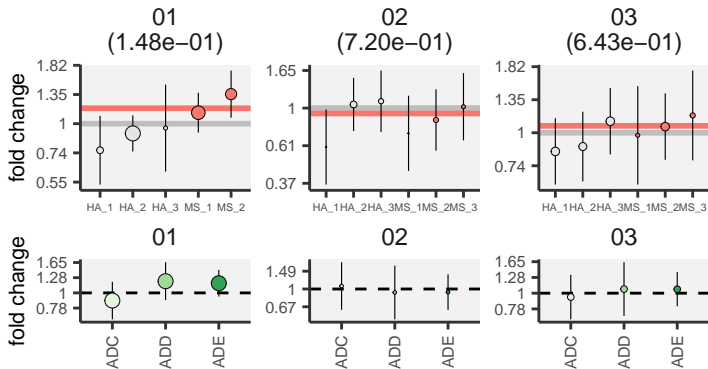 01
(1.48e−01)
02
(7.20e−01)
03
(6.43e−01)
fold change
1.82
1.35
1
0.74
0.55
HA_1 HA_2 HA_3 MS_1 MS_2
1.65
1
0.61
0.37
HA_1 HA_2 HA_3 MS_1 MS_2 MS_3
1.82
1.35
1
0.74
HA_1 HA_2 HA_3 MS_1 MS_2 MS_3
01
02
03
fold change
1.65
1.28
1
0.78
ADC ADD ADE
1.49
1
0.67
ADC ADD ADE
1.65
1.28
1
0.78
ADC ADD ADE